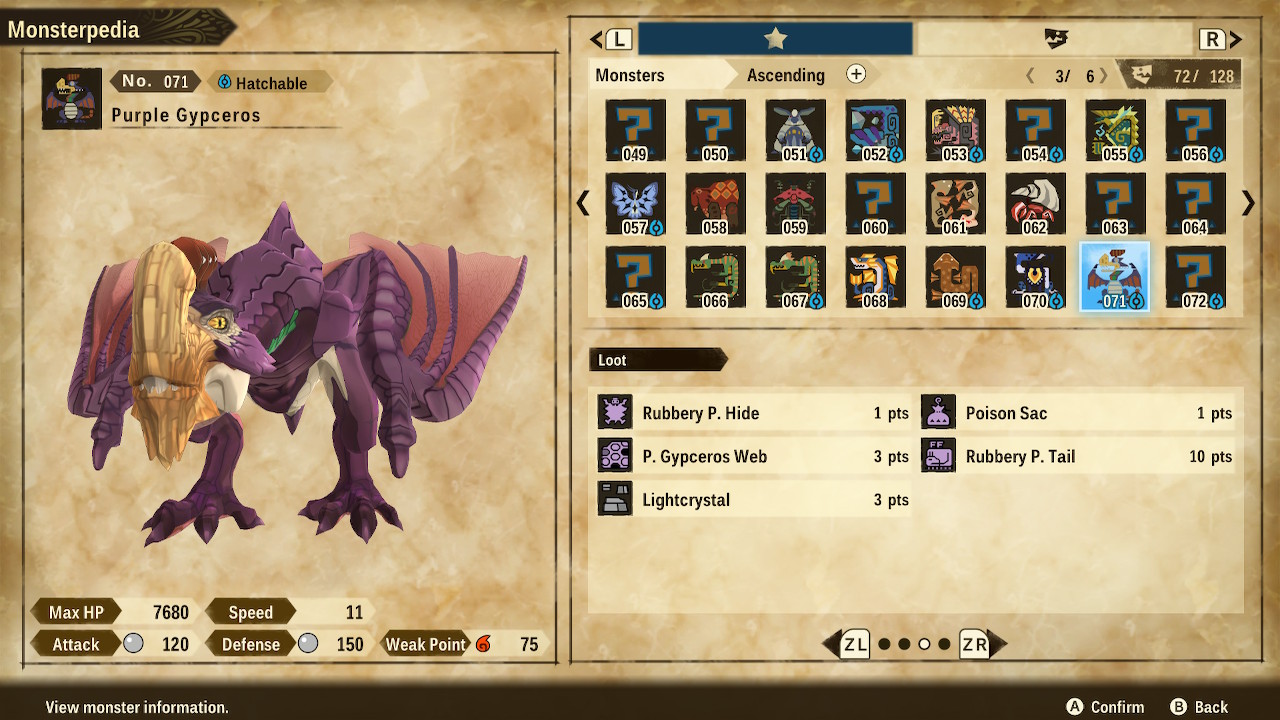 Monsterpedia
No. 071
Hatchable
Purple Gypceros
L
R
Monsters
Ascending
3/ 6
72/ 128
? 049
? 050
051
052
053
? 054
055
? 056
057
058
059
? 060
061
062
? 063
? 064
? 065
066
067
068
069
070
071
? 072
Loot
Rubbery P. Hide 1 pts
Poison Sac 1 pts
P. Gypceros Web 3 pts
Rubbery P. Tail 10 pts
Lightcrystal 3 pts
Max HP 7680
Speed 11
Attack 120
Defense 150
Weak Point 75
ZL
ZR
View monster information.
A Confirm
B Back